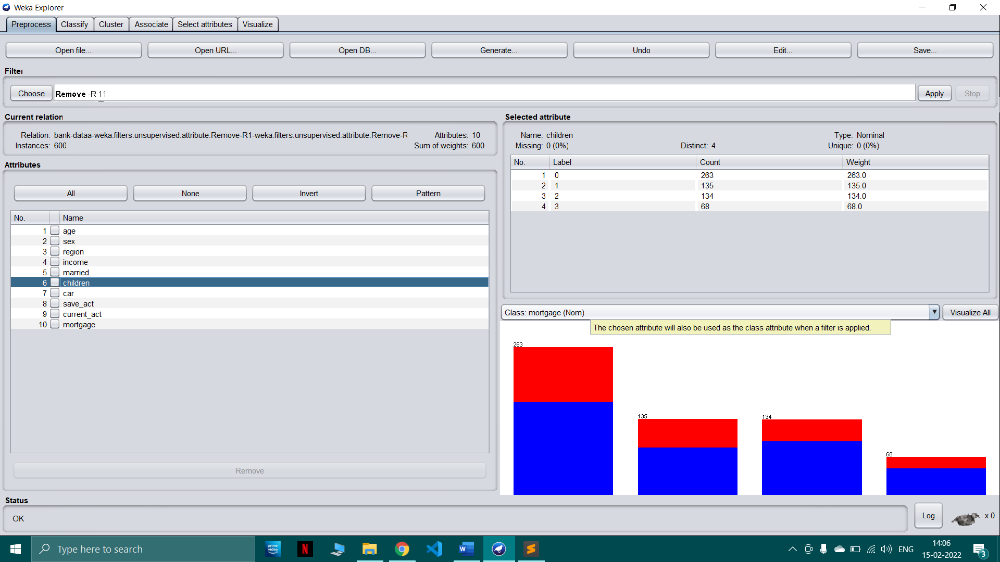 Weka Explorer
Preprocess Classify Cluster Associate Select attributes Visualize
Open file... Open URL... Open DB... Generate... Undo Edit... Save...
Filter
Choose Remove -R 11 Apply Stop
Current relation
Relation: bank-dataa-weka.filters.unsupervised.attribute.Remove-R1-weka.filters.unsupervised.attribute.Remove-R Attributes: 10
Instances: 600 Sum of weights: 600
Attributes
All None Invert Pattern
No. Name
1 age
2 sex
3 region
4 income
5 married
6 children
7 car
8 save_act
9 current_act
10 mortgage
Remove
Selected attribute
Name: children Type: Nominal
Missing: 0 (0%) Distinct: 4 Unique: 0 (0%)
No. Label Count Weight
1 0 263 263.0
2 1 135 135.0
3 2 134 134.0
4 3 68 68.0
Class: mortgage (Nom) Visualize All
The chosen attribute will also be used as the class attribute when a filter is applied.
263
135
134
68
Status
OK
Log x 0
Type here to search
prime video
N
W
S
ENG
14:06
15-02-2022
3